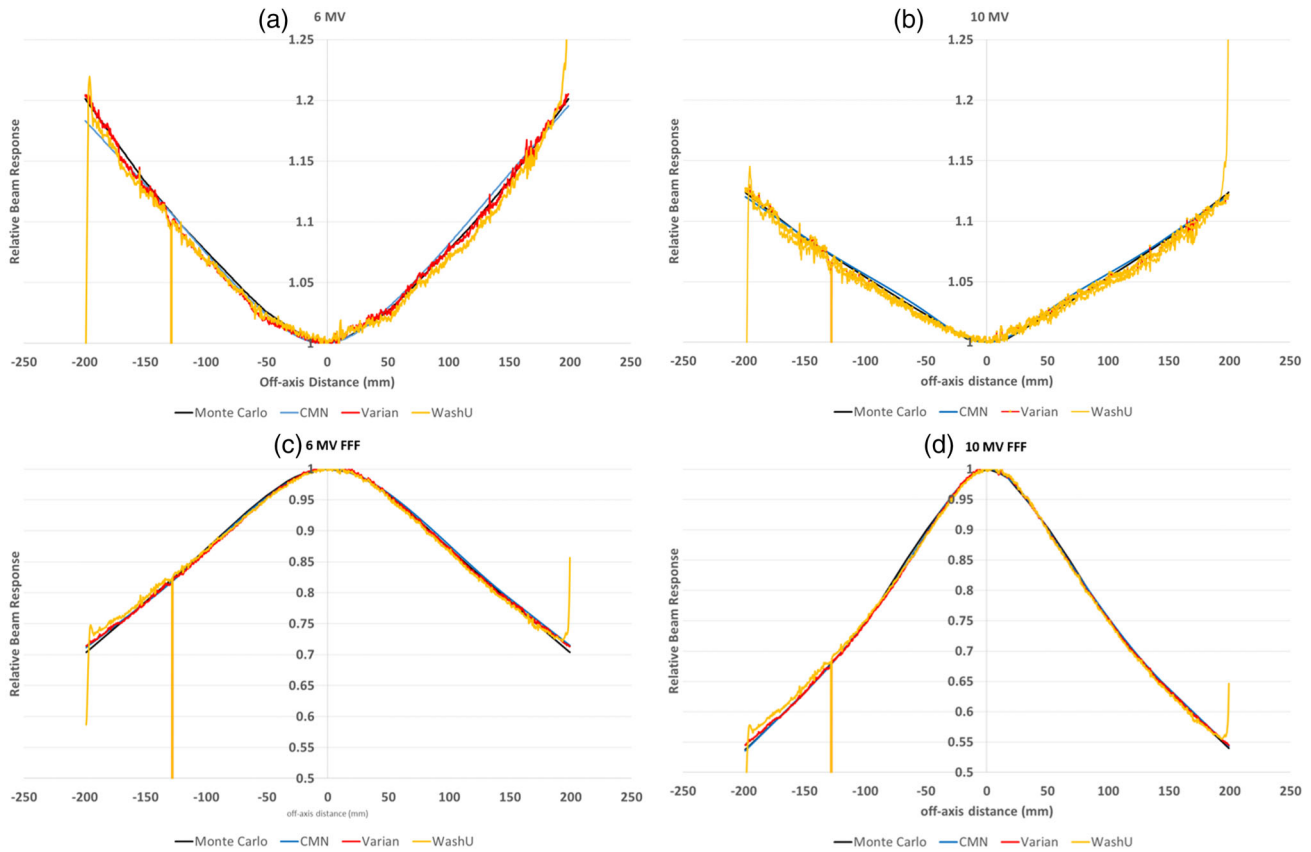 (a) 6 MV
Relative Beam Response
1.25
1.2
1.15
1.1
1.05
1
-250 -200 -150 -100 -50 0 50 100 150 200 250
Off-axis Distance (mm)
Monte Carlo CMN Varian WashU
(b) 10 MV
Relative Beam Response
1.25
1.2
1.15
1.1
1.05
1
-250 -200 -150 -100 -50 0 50 100 150 200 250
off-axis distance (mm)
Monte Carlo CMN Varian WashU
(c) 6 MV FFF
Relative Beam Response
1
0.95
0.9
0.85
0.8
0.75
0.7
0.65
0.6
0.55
0.5
-250 -200 -150 -100 -50 0 50 100 150 200 250
off-axis distance (mm)
Monte Carlo CMN Varian WashU
(d) 10 MV FFF
Relative Beam Response
1
0.95
0.9
0.85
0.8
0.75
0.7
0.65
0.6
0.55
0.5
-250 -200 -150 -100 -50 0 50 100 150 200 250
off-axis distance (mm)
Monte Carlo CMN Varian WashU